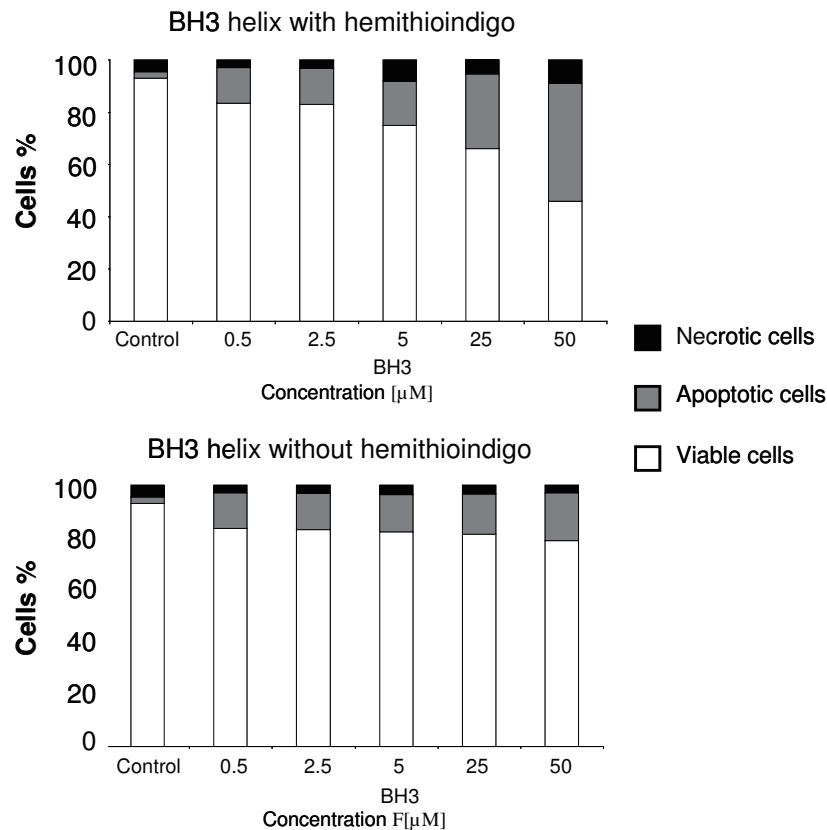 BH3 helix with hemithioindigo
100
80
60
40
20
0
Cells %
Control 0.5 2.5 5 25 50
BH3
Concentration [µM]
Necrotic cells
Apoptotic cells
Viable cells
BH3 helix without hemithioindigo
100
80
60
40
20
0
Cells %
Control 0.5 2.5 5 25 50
BH3
Concentration F[µM]